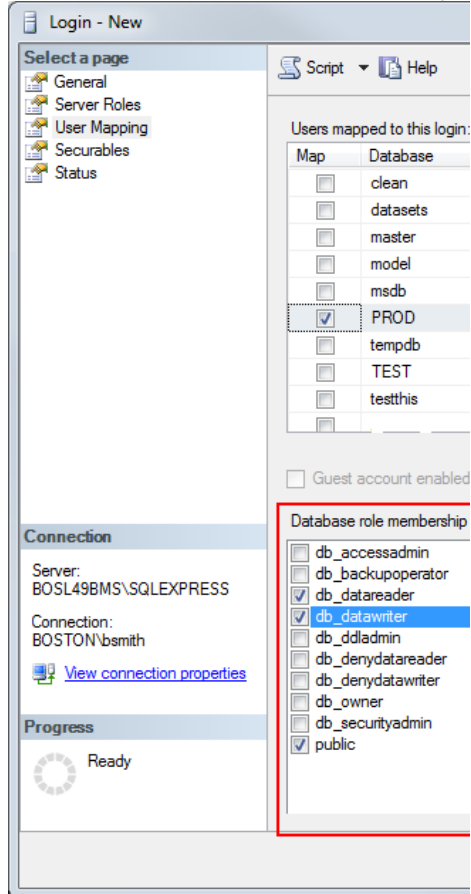 Login - New
Select a page
General
Server Roles
User Mapping
Securables
Status
Script
Help
Users mapped to this login:
Map Database
clean
datasets
master
model
msdb
PROD
tempdb
TEST
testthis
Guest account enabled
Database role membership
db_accessadmin
db_backupoperator
db_datareader
db_datawriter
db_ddladmin
db_denydatareader
db_denydatawriter
db_owner
db_securityadmin
public
Connection
Server:
BOSL49BMS\SQLEXPRESS
Connection:
BOSTON\bsmith
View connection properties
Progress
Ready